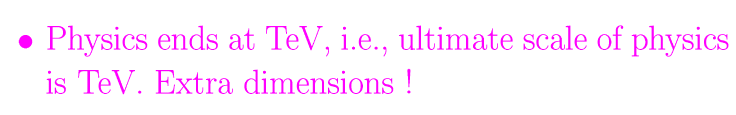 • Physics ends at TeV, i.e., ultimate scale of physics
is TeV. Extra dimensions !